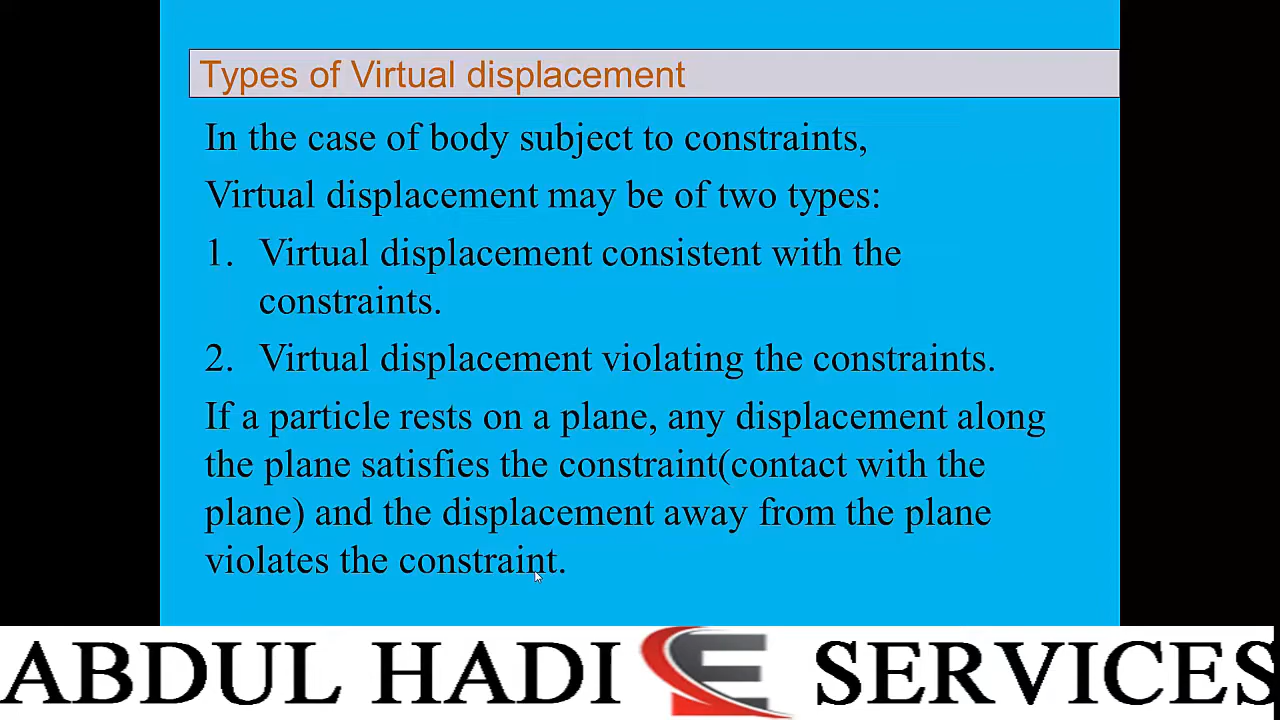 Types of Virtual displacement
In the case of body subject to constraints,
Virtual displacement may be of two types:
1. Virtual displacement consistent with the
constraints.
2. Virtual displacement violating the constraints.
If a particle rests on a plane, any displacement along
the plane satisfies the constraint(contact with the
plane) and the displacement away from the plane
violates the constraint.
ABDUL HADI E SERVICES